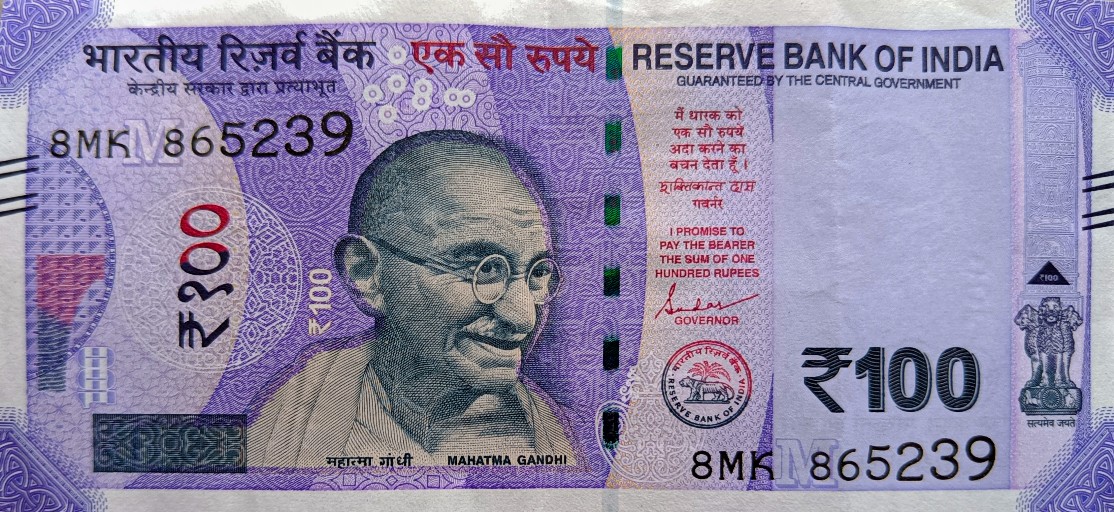 भारतीय रिज़र्व बैंक
एक सौ रुपये
RESERVE BANK OF INDIA
केन्द्रीय सरकार द्वारा प्रत्याभूत
GUARANTEED BY THE CENTRAL GOVERNMENT
8MK 865239
M
मैं धारक को
एक सौ रुपये
अदा करने का
वचन देता हूँ ।
शक्तिकान्त दास
गवर्नर
I PROMISE TO
PAY THE BEARER
THE SUM OF ONE
HUNDRED RUPEES
GOVERNOR
₹१००
₹100
₹100
भारतीय रिज़र्व बैंक
RESERVE BANK OF INDIA
₹100
सत्यमेव जयते
महात्मा गांधी
MAHATMA GANDHI
8MK 865239
M